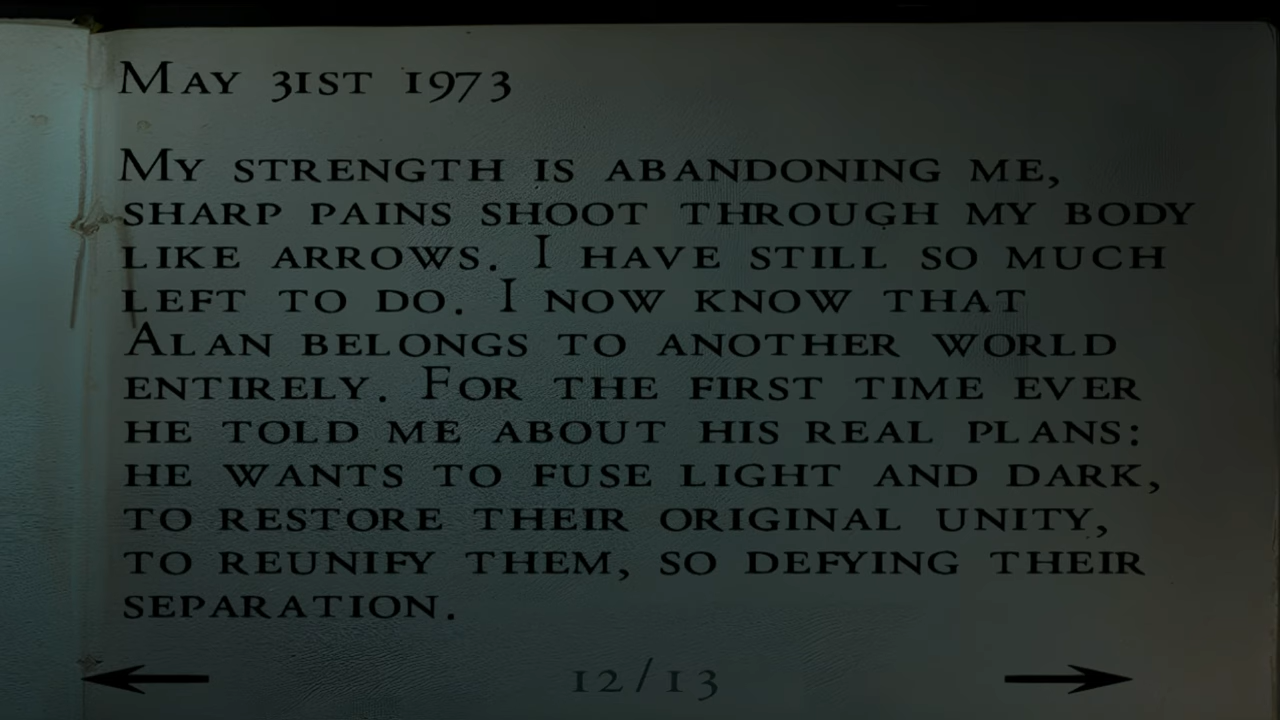 May 31st 1973
My strength is abandoning me,
sharp pains shoot through my body
like arrows. I have still so much
left to do. I now know that
Alan belongs to another world
entirely. For the first time ever
he told me about his real plans:
he wants to fuse light and dark,
to restore their original unity,
to reunify them, so defying their
separation.
12/13